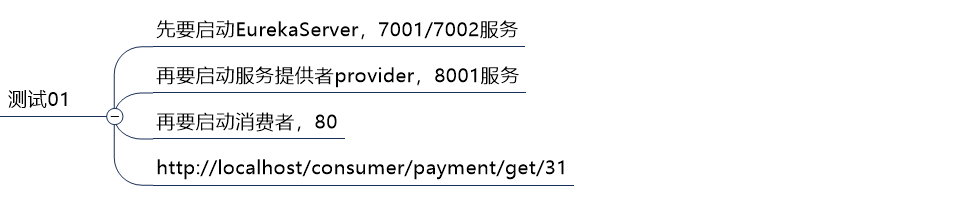 先要启动EurekaServer，7001/7002服务
再要启动服务提供者provider，8001服务
测试01
再要启动消费者，80
http://localhost/consumer/payment/get/31